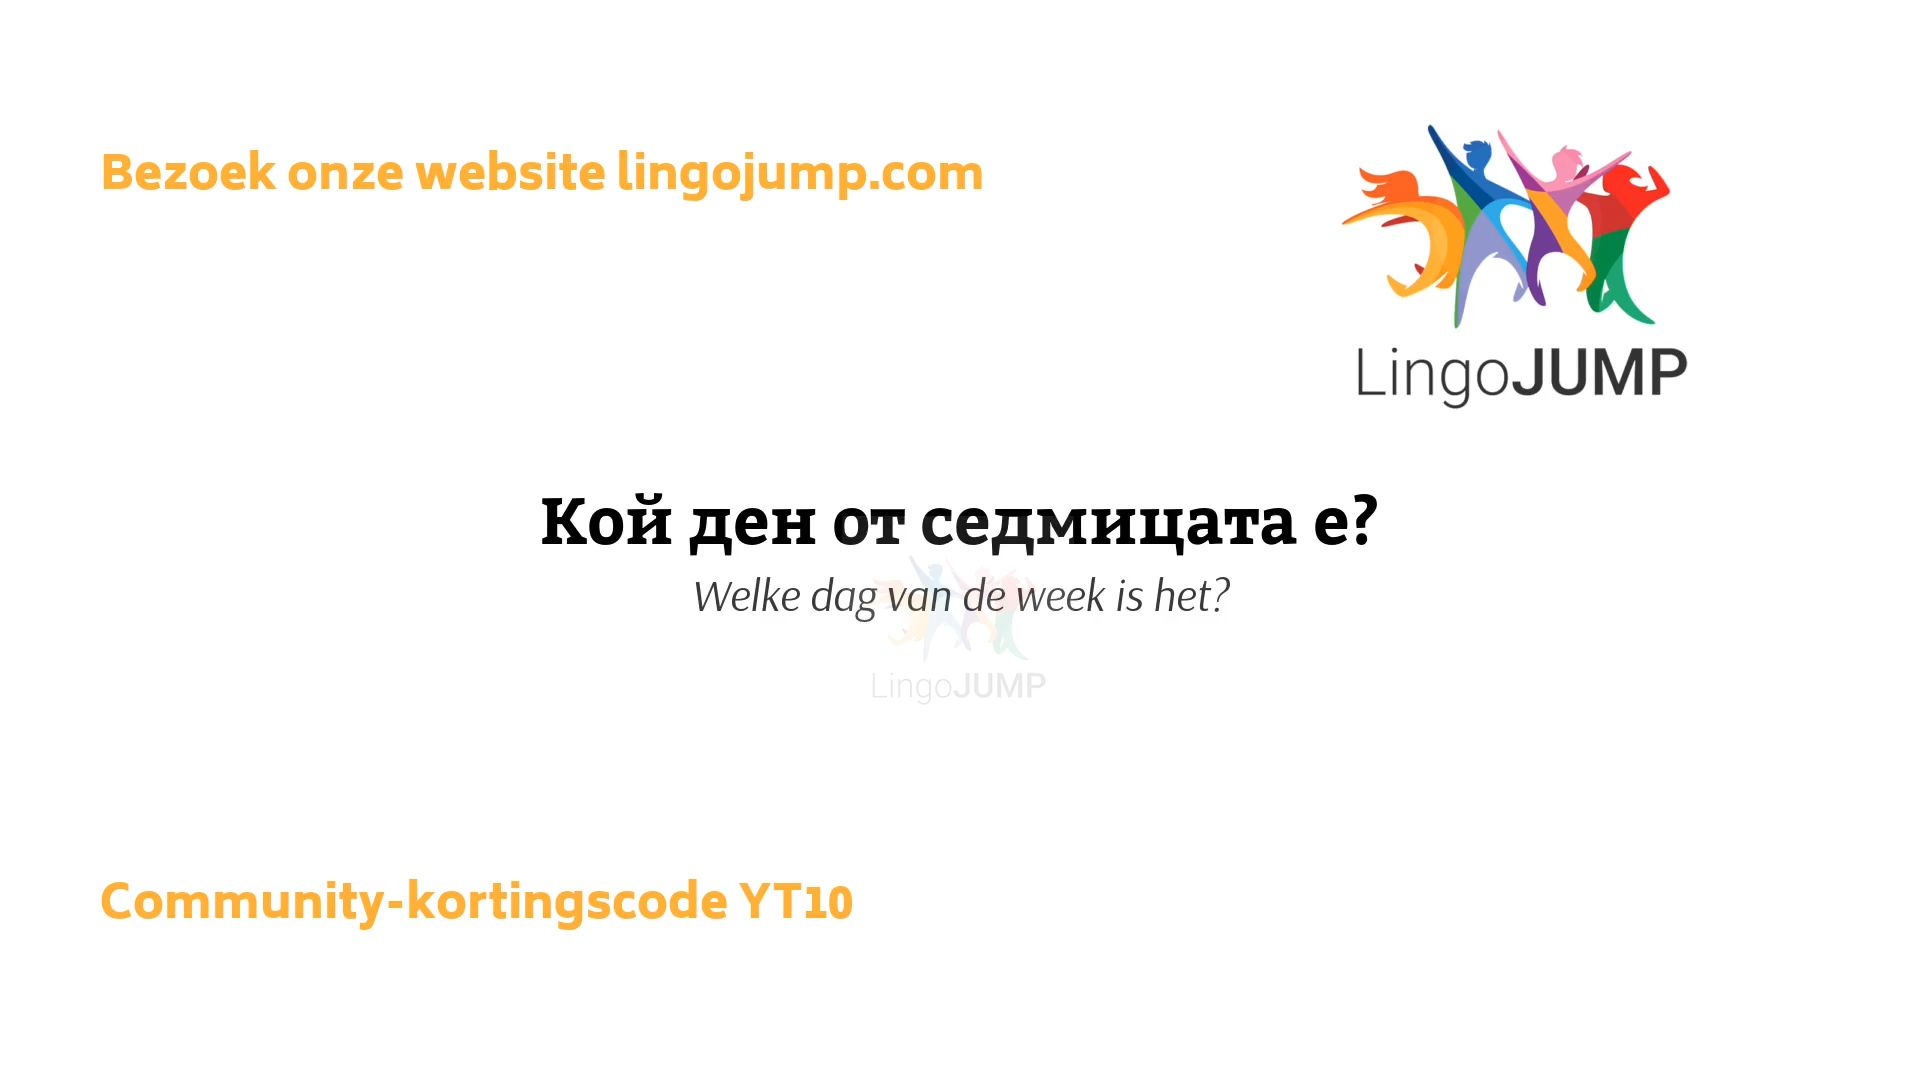 Bezoek onze website lingojump.com
LingoJUMP
Кой ден от седмицата е?
Welke dag van de week is het?
LingoJUMP
Community-kortingscode YT10